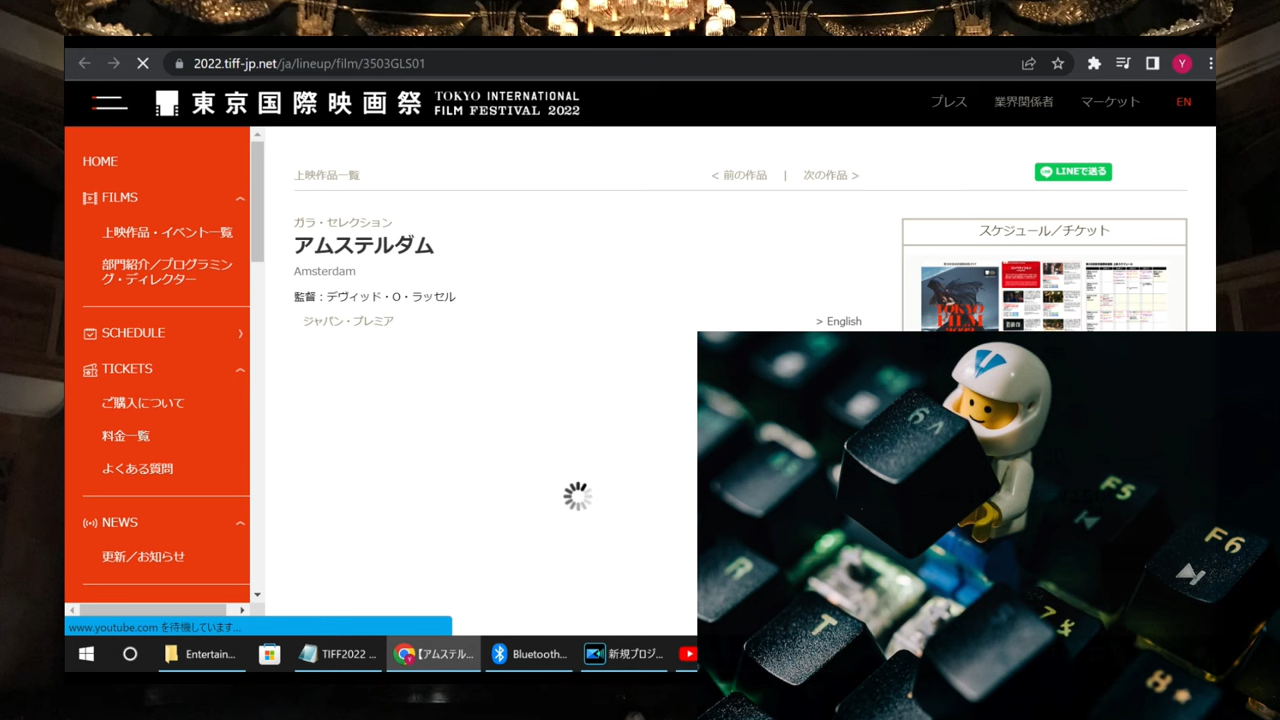 2022.tiff-jp.net/ja/lineup/film/3503GLS01
Y
東京国際映画祭
TOKYO INTERNATIONAL
FILM FESTIVAL 2022
プレス
業界関係者
マーケット
EN
HOME
FILMS
上映作品・イベント一覧
部門紹介／プログラミン
グ・ディレクター
SCHEDULE
TICKETS
ご購入について
料金一覧
よくある質問
NEWS
更新／お知らせ
上映作品一覧
< 前の作品 | 次の作品 >
LINEで送る
ガラ・セレクション
アムステルダム
Amsterdam
監督：デヴィッド・O・ラッセル
ジャパン・プレミア
> English
スケジュール／チケット
www.youtube.com を待機しています...
Entertain...
TIFF2022 ...
【アムステル...
Bluetooth...
新規プロジ...
6 ^
F5
F6
R
T
7
H